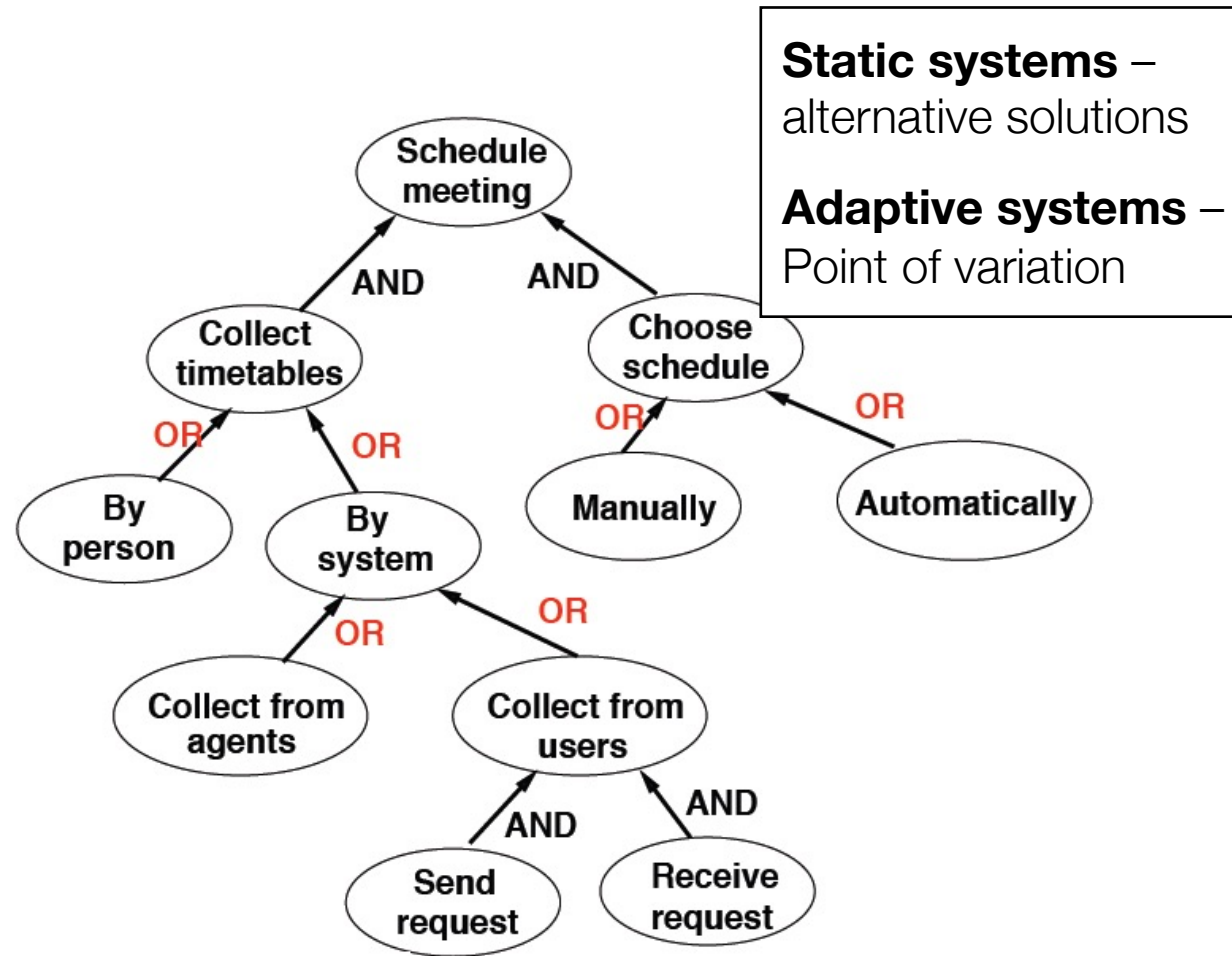 Static systems –
alternative solutions
Adaptive systems –
Point of variation
Schedule
meeting
AND
AND
Collect
timetables
Choose
schedule
OR
OR
OR
OR
By
person
By
system
Manually
Automatically
OR
OR
Collect from
agents
Collect from
users
AND
AND
Send
request
Receive
request